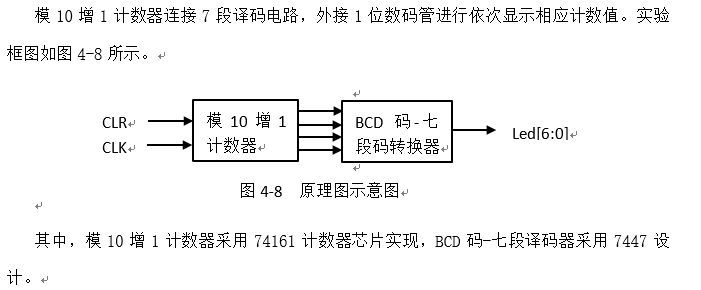 模 10 增 1 计数器连接 7 段译码电路，外接 1 位数码管进行依次显示相应计数值。实验
框图如图 4-8 所示。
CLR
CLK
模 10 增 1
计数器
BCD 码-七
段码转换器
Led[6:0]
图 4-8 原理图示意图
其中，模 10 增 1 计数器采用 74161 计数器芯片实现，BCD 码-七段译码器采用 7447 设
计。